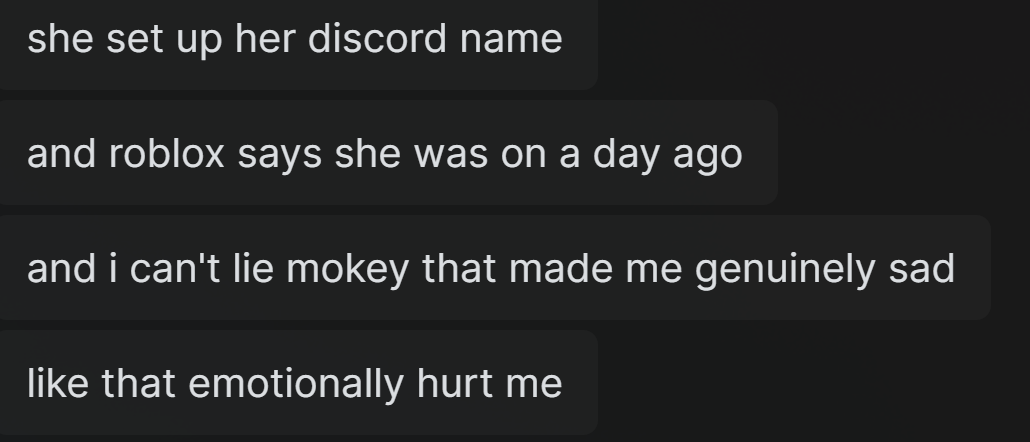 she set up her discord name
and roblox says she was on a day ago
and i can't lie mokey that made me genuinely sad
like that emotionally hurt me